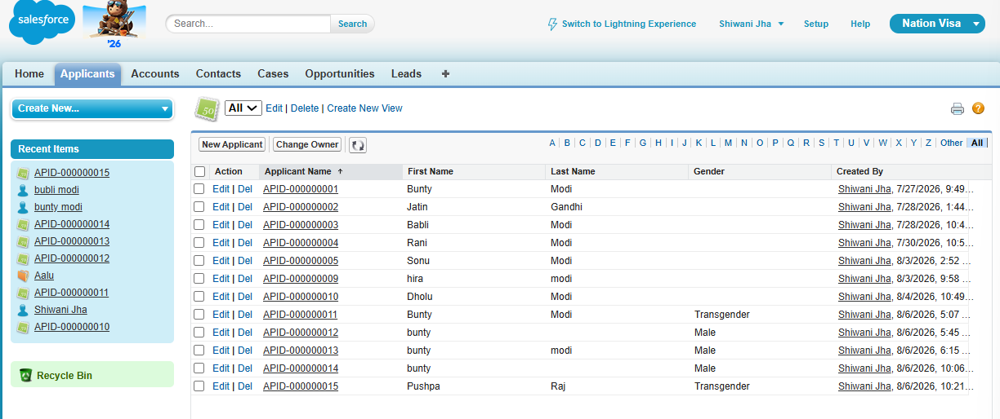 salesforce
'26
Search... Search
Switch to Lightning Experience Shiwani Jha Setup Help Nation Visa
Home Applicants Accounts Contacts Cases Opportunities Leads +
Create New...
All Edit | Delete | Create New View
Recent Items
APID-000000015
bubli modi
bunty modi
APID-000000014
APID-000000013
APID-000000012
Aalu
APID-000000011
Shiwani Jha
APID-000000010
Recycle Bin
New Applicant Change Owner
A | B | C | D | E | F | G | H | I | J | K | L | M | N | O | P | Q | R | S | T | U | V | W | X | Y | Z | Other | All
Action Applicant Name ↑ First Name Last Name Gender Created By
Edit | Del APID-000000001 Bunty Modi Shiwani Jha, 7/27/2026, 9:49...
Edit | Del APID-000000002 Jatin Gandhi Shiwani Jha, 7/28/2026, 1:44...
Edit | Del APID-000000003 Babli Modi Shiwani Jha, 7/28/2026, 10:4...
Edit | Del APID-000000004 Rani Modi Shiwani Jha, 7/30/2026, 10:5...
Edit | Del APID-000000005 Sonu Modi Shiwani Jha, 8/3/2026, 2:52 ...
Edit | Del APID-000000009 hira modi Shiwani Jha, 8/3/2026, 9:58 ...
Edit | Del APID-000000010 Dholu Modi Shiwani Jha, 8/4/2026, 10:49...
Edit | Del APID-000000011 Bunty Modi Transgender Shiwani Jha, 8/6/2026, 5:07 ...
Edit | Del APID-000000012 bunty Male Shiwani Jha, 8/6/2026, 5:45 ...
Edit | Del APID-000000013 bunty modi Male Shiwani Jha, 8/6/2026, 6:15 ...
Edit | Del APID-000000014 bunty Male Shiwani Jha, 8/6/2026, 10:06...
Edit | Del APID-000000015 Pushpa Raj Transgender Shiwani Jha, 8/6/2026, 10:21...